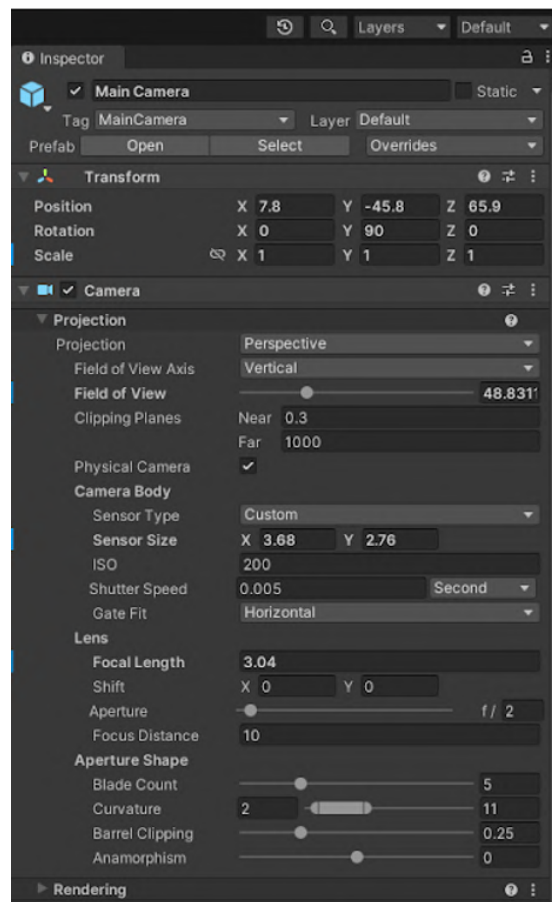 Layers Default
Inspector
Main Camera Static
Tag MainCamera Layer Default
Prefab Open Select Overrides
Transform
Position X 7.8 Y -45.8 Z 65.9
Rotation X 0 Y 90 Z 0
Scale X 1 Y 1 Z 1
Camera
Projection
Projection Perspective
Field of View Axis Vertical
Field of View 48.8311
Clipping Planes Near 0.3
Far 1000
Physical Camera
Camera Body
Sensor Type Custom
Sensor Size X 3.68 Y 2.76
ISO 200
Shutter Speed 0.005 Second
Gate Fit Horizontal
Lens
Focal Length 3.04
Shift X 0 Y 0
Aperture f / 2
Focus Distance 10
Aperture Shape
Blade Count 5
Curvature 2 11
Barrel Clipping 0.25
Anamorphism 0
Rendering